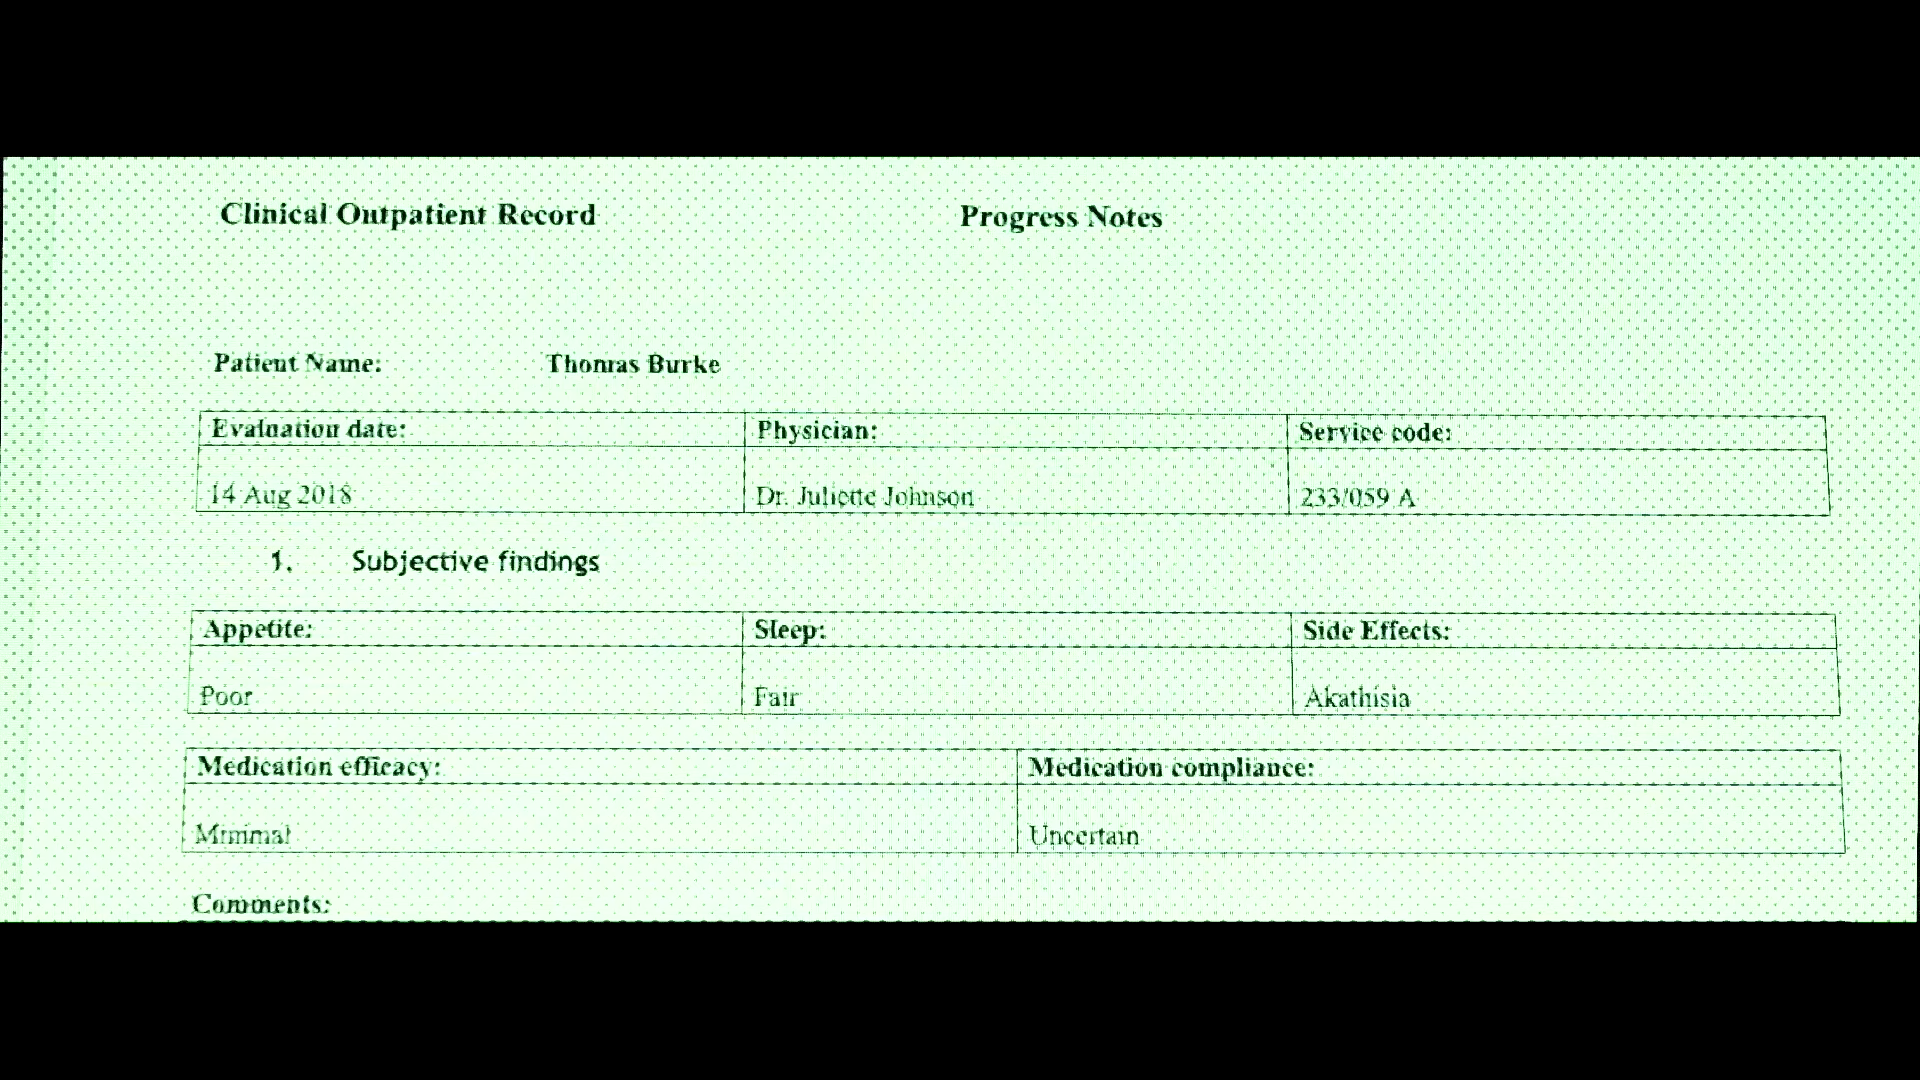 Clinical Outpatient Record Progress Notes
Patient Name: Thomas Burke
Evaluation date: Physician: Service code:
14 Aug 2018 Dr. Juliette Johnson 233/059 A
1. Subjective findings
Appetite: Sleep: Side Effects:
Poor Fair Akathisia
Medication efficacy: Medication compliance:
Minimal Uncertain
Comments: